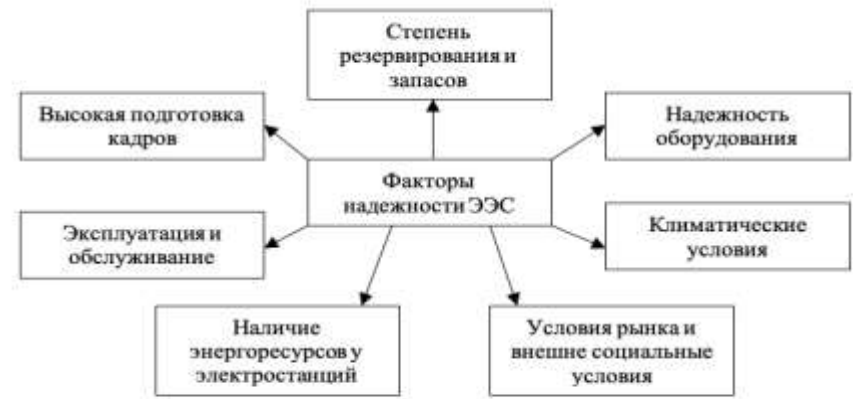 Степень
резервирования и
запасов
Высокая подготовка
кадров
Надежность
оборудования
Факторы
надежности ЭЭС
Эксплуатация и
обслуживание
Климатические
условия
Наличие
энергоресурсов у
электростанций
Условия рынка и
внешне социальные
условия